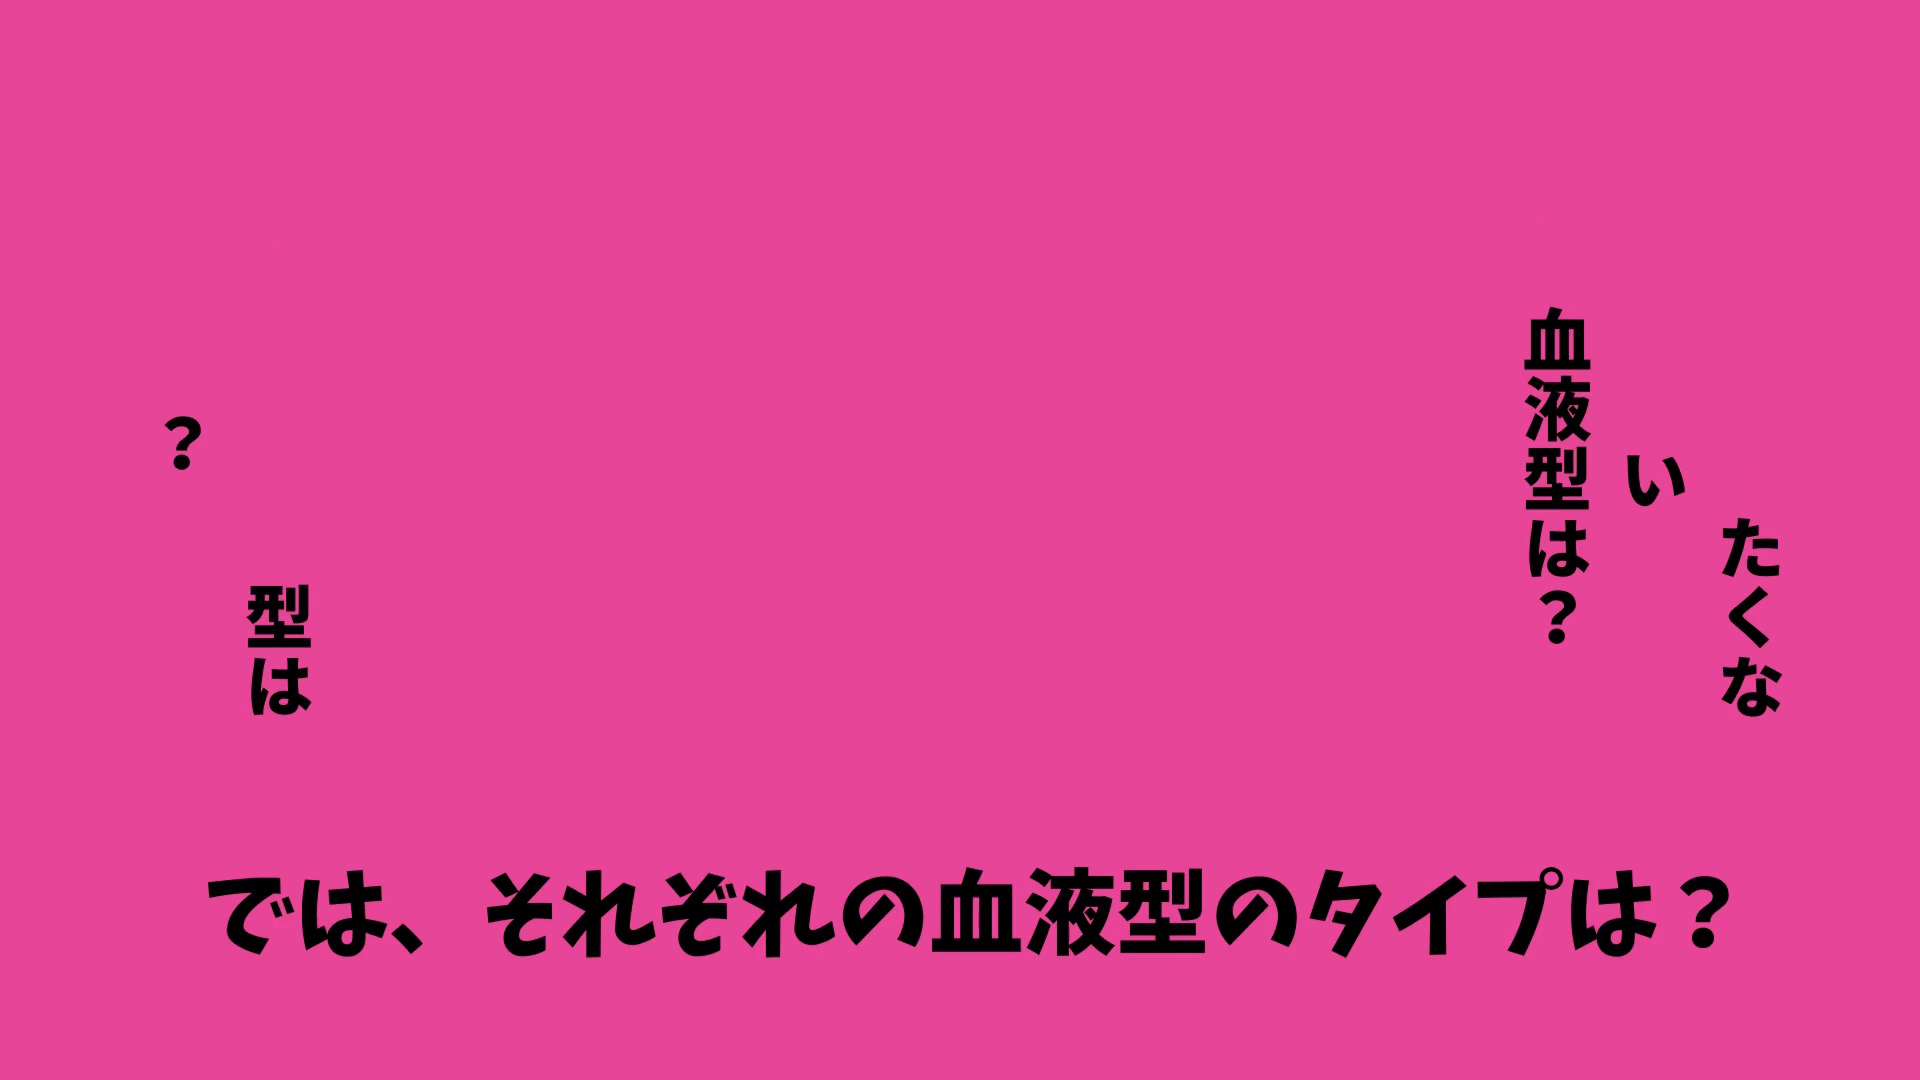 たくな
い
血液型は？
型は
？
では、それぞれの血液型のタイプは？